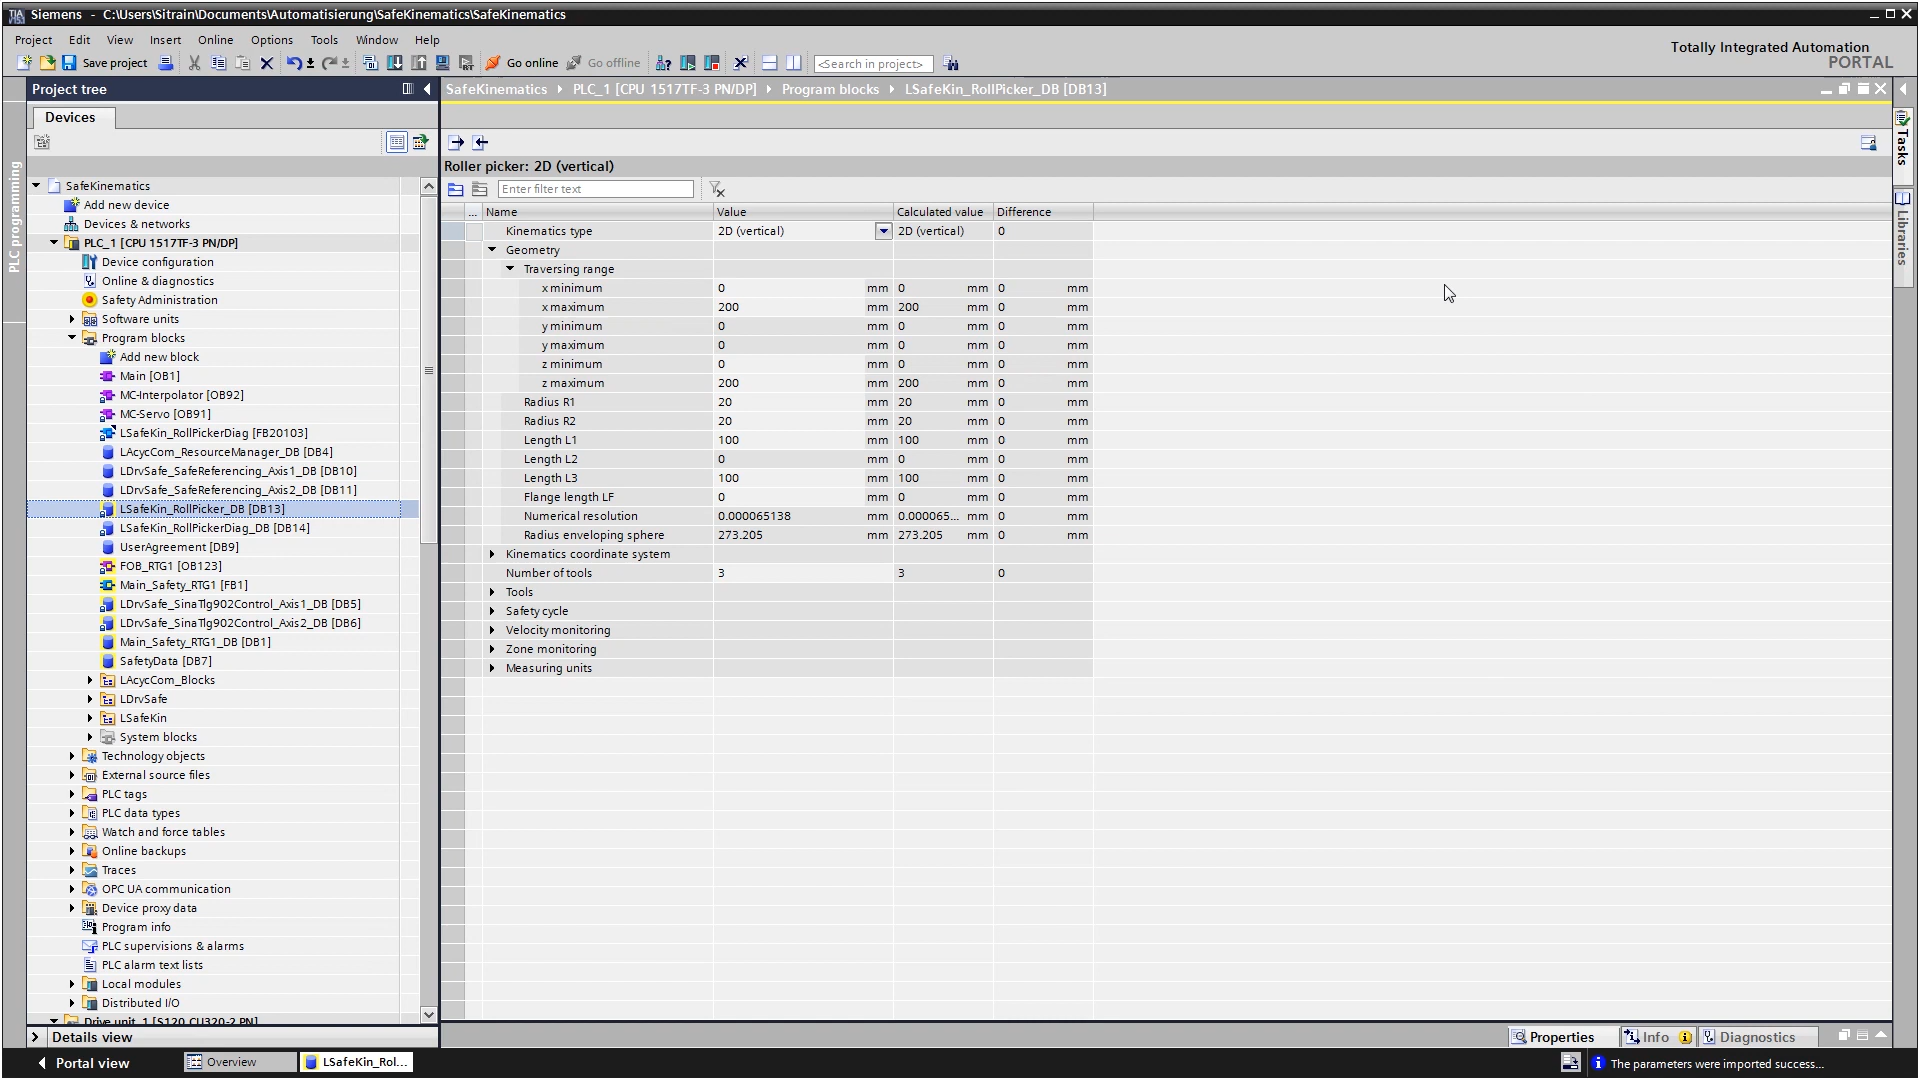 Siemens - C:\Users\Sitrain\Documents\Automatisierung\SafeKinematics\SafeKinematics
Project Edit View Insert Online Options Tools Window Help
Totally Integrated Automation
PORTAL
Save project Go online Go offline <Search in project>
Project tree
SafeKinematics PLC_1 [CPU 1517TF-3 PN/DP] Program blocks LSafeKin_RollPicker_DB [DB13]
Devices
PLC programming
Tasks
Libraries
Roller picker: 2D (vertical)
Enter filter text
SafeKinematics
Add new device
Devices & networks
PLC_1 [CPU 1517TF-3 PN/DP]
Device configuration
Online & diagnostics
Safety Administration
Software units
Program blocks
Add new block
Main [OB1]
MC-Interpolator [OB92]
MC-Servo [OB91]
LSafeKin_RollPickerDiag [FB20103]
LAcycCom_ResourceManager_DB [DB4]
LDrvSafe_SafeReferencing_Axis1_DB [DB10]
LDrvSafe_SafeReferencing_Axis2_DB [DB11]
LSafeKin_RollPicker_DB [DB13]
LSafeKin_RollPickerDiag_DB [DB14]
UserAgreement [DB9]
FOB_RTG1 [OB123]
Main_Safety_RTG1 [FB1]
LDrvSafe_SinaTlg902Control_Axis1_DB [DB5]
LDrvSafe_SinaTlg902Control_Axis2_DB [DB6]
Main_Safety_RTG1_DB [DB1]
SafetyData [DB7]
LAcycCom_Blocks
LDrvSafe
LSafeKin
System blocks
Technology objects
External source files
PLC tags
PLC data types
Watch and force tables
Online backups
Traces
OPC UA communication
Device proxy data
Program info
PLC supervisions & alarms
PLC alarm text lists
Local modules
Distributed I/O
Drive unit_1 [S120 CU320-2 PN]
... Name Value Calculated value Difference
Kinematics type 2D (vertical) 2D (vertical) 0
Geometry
Traversing range
x minimum 0 mm 0 mm 0 mm
x maximum 200 mm 200 mm 0 mm
y minimum 0 mm 0 mm 0 mm
y maximum 0 mm 0 mm 0 mm
z minimum 0 mm 0 mm 0 mm
z maximum 200 mm 200 mm 0 mm
Radius R1 20 mm 20 mm 0 mm
Radius R2 20 mm 20 mm 0 mm
Length L1 100 mm 100 mm 0 mm
Length L2 0 mm 0 mm 0 mm
Length L3 100 mm 100 mm 0 mm
Flange length LF 0 mm 0 mm 0 mm
Numerical resolution 0.000065138 mm 0.000065... mm 0 mm
Radius enveloping sphere 273.205 mm 273.205 mm 0 mm
Kinematics coordinate system
Number of tools 3 3 0
Tools
Safety cycle
Velocity monitoring
Zone monitoring
Measuring units
Details view
Properties Info Diagnostics
Portal view Overview LSafeKin_Rol... The parameters were imported success...